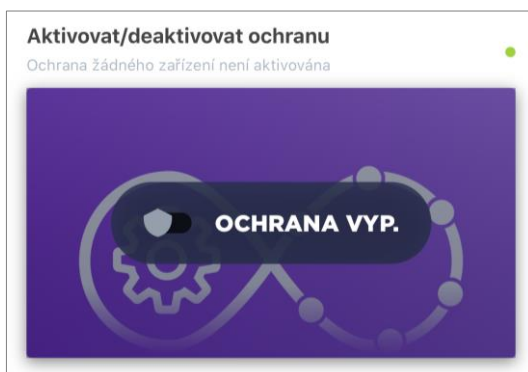 Aktivovat/deaktivovat ochranu
Ochrana žádného zařízení není aktivována
OCHRANA VYP.